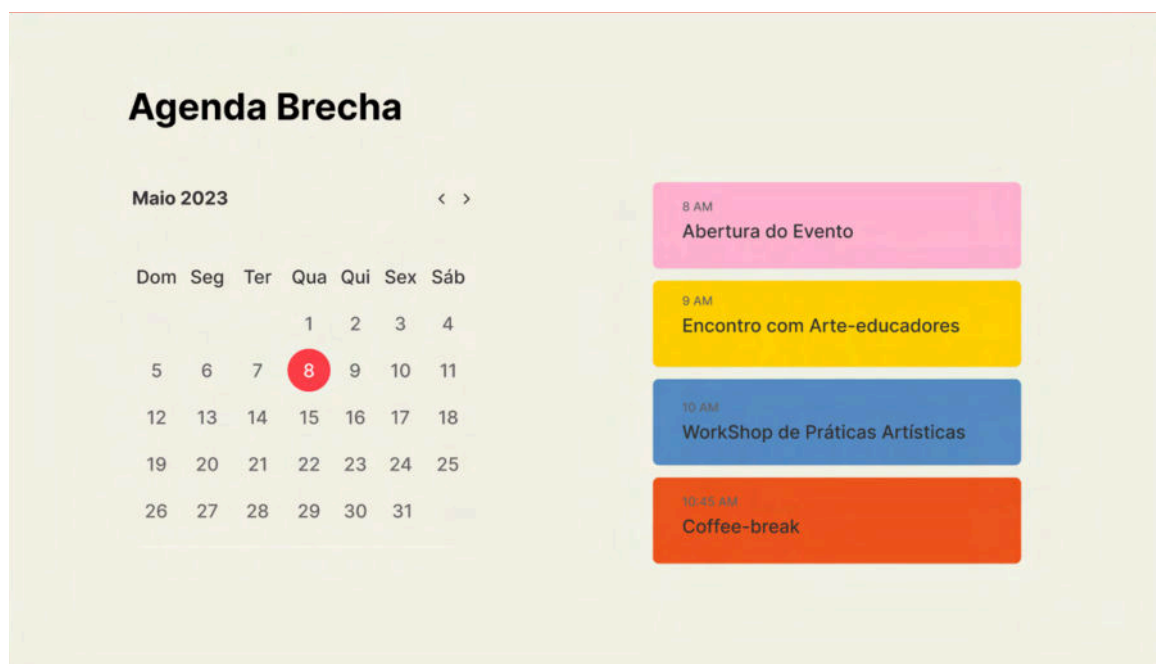 Agenda Brecha
Maio 2023
Dom Seg Ter Qua Qui Sex Sáb
1 2 3 4
5 6 7 8 9 10 11
12 13 14 15 16 17 18
19 20 21 22 23 24 25
26 27 28 29 30 31
8 AM
Abertura do Evento
9 AM
Encontro com Arte-educadores
10 AM
WorkShop de Práticas Artísticas
10:45 AM
Coffee-break